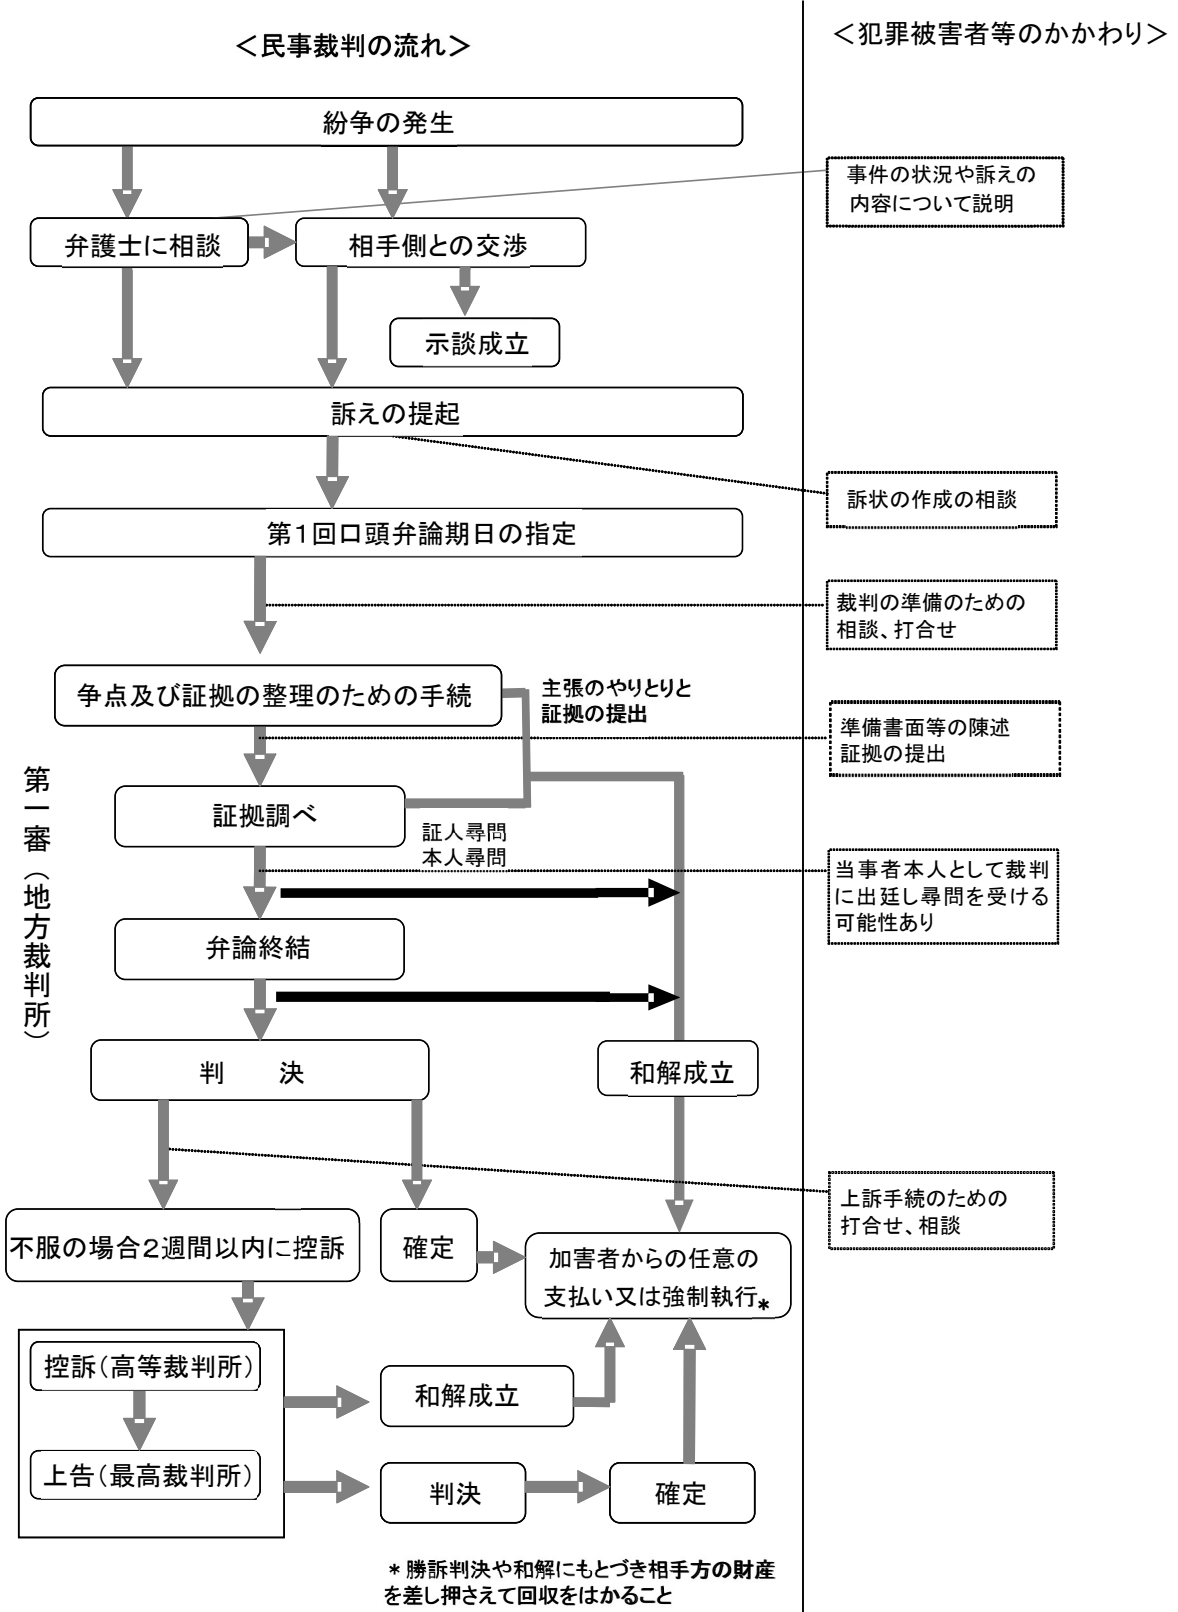 ＜民事裁判の流れ＞
＜犯罪被害者等のかかわり＞
紛争の発生
事件の状況や訴えの
内容について説明
弁護士に相談
相手側との交渉
示談成立
訴えの提起
訴状の作成の相談
第１回口頭弁論期日の指定
裁判の準備のための
相談、打合せ
争点及び証拠の整理のための手続
主張のやりとりと
証拠の提出
準備書面等の陳述
証拠の提出
第一審（地方裁判所）
証拠調べ
証人尋問
本人尋問
当事者本人として裁判
に出廷し尋問を受ける
可能性あり
弁論終結
判　決
和解成立
上訴手続のための
打合せ、相談
不服の場合２週間以内に控訴
確定
加害者からの任意の
支払い又は強制執行*
控訴（高等裁判所）
和解成立
上告（最高裁判所）
判決
確定
* 勝訴判決や和解にもとづき相手方の財産
を差し押さえて回収をはかること